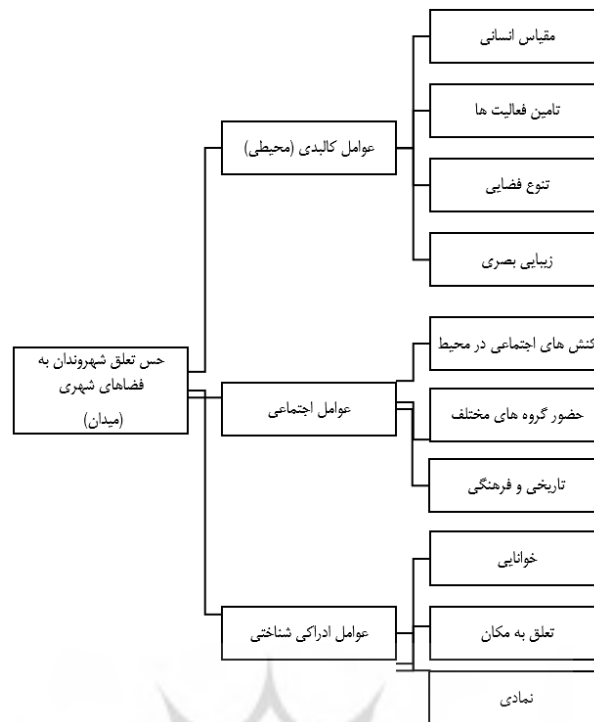 مقیاس انسانی
تامین فعالیت ها
عوامل کالبدی (محیطی)
تنوع فضایی
زیبایی بصری
حس تعلق شهروندان به
فضاهای شهری
(میدان)
کنش های اجتماعی در محیط
عوامل اجتماعی
حضور گروه های مختلف
تاریخی و فرهنگی
خوانایی
عوامل ادراکی شناختی
تعلق به مکان
نمادی